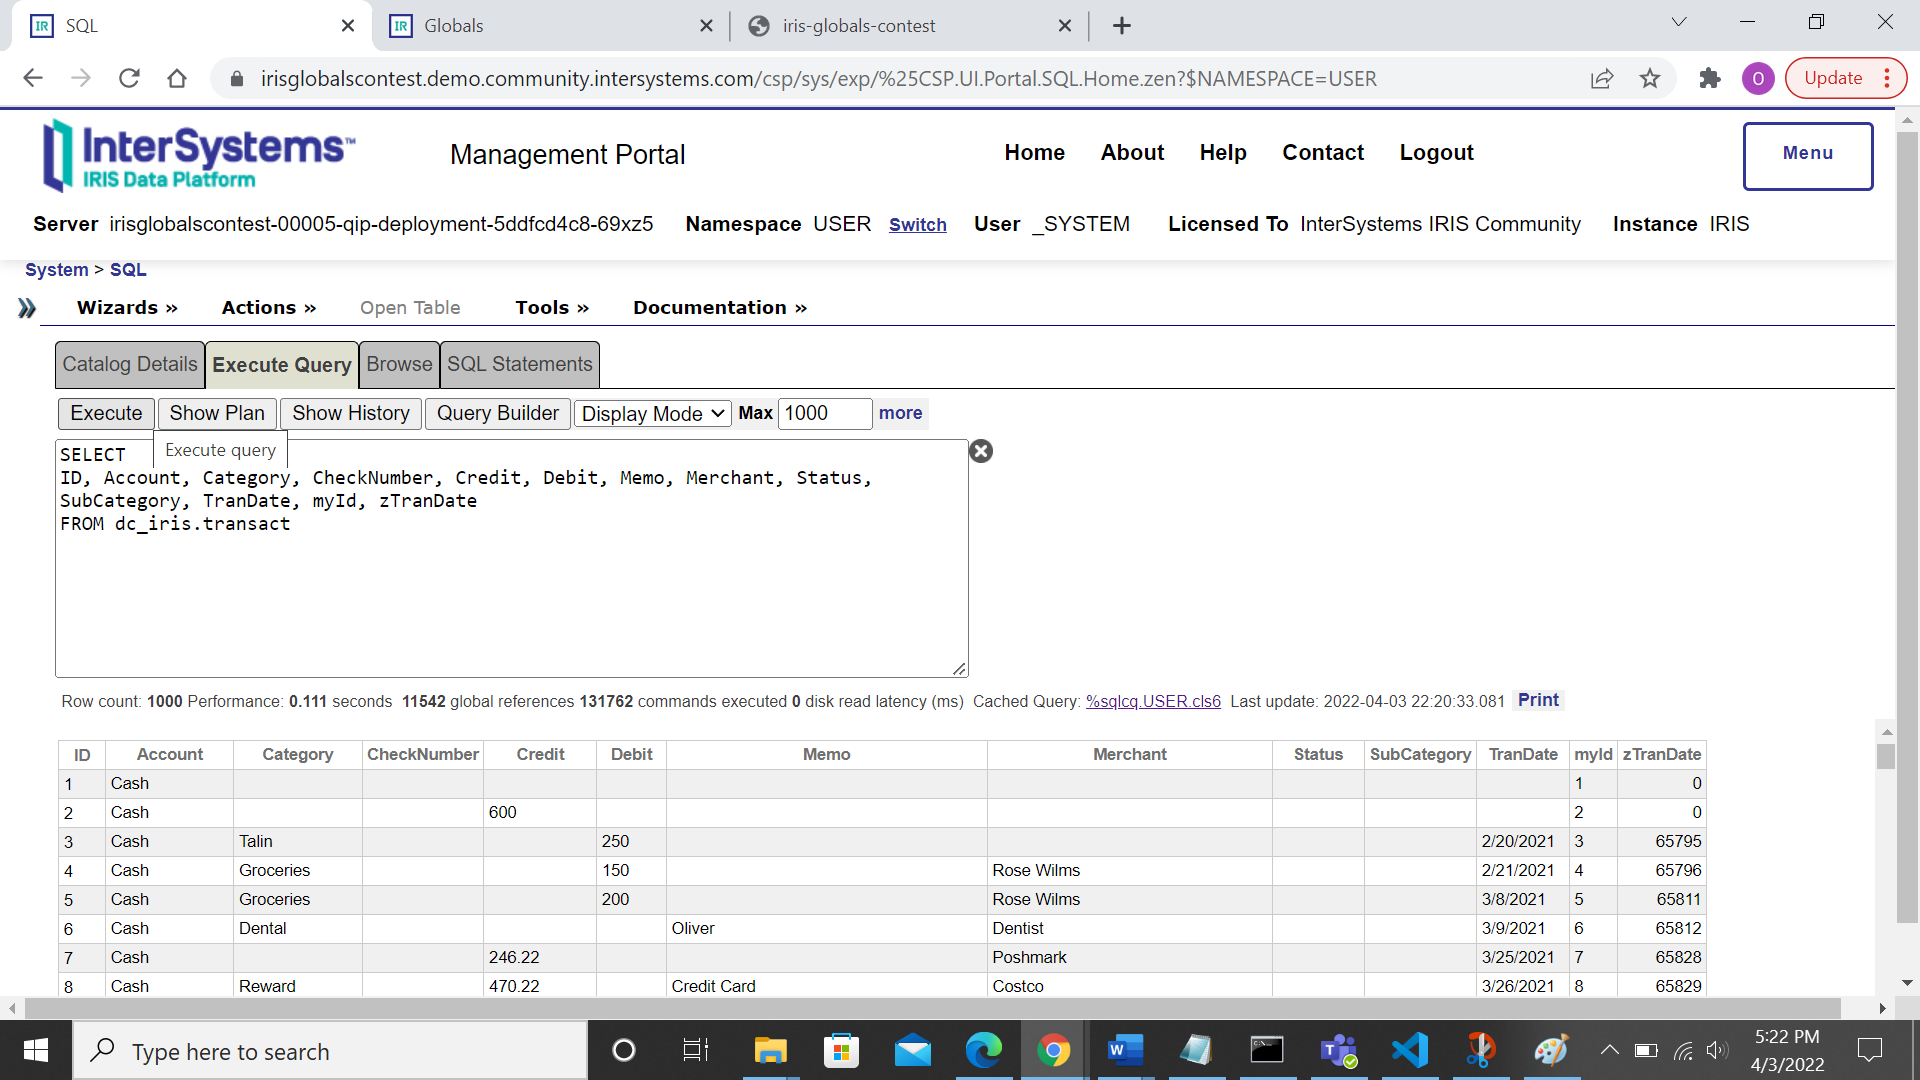 SQL
Globals
iris-globals-contest
irisglobalscontest.demo.community.intersystems.com/csp/sys/exp/%25CSP.UI.Portal.SQL.Home.zen?$NAMESPACE=USER
O
Update
InterSystems™
IRIS Data Platform
Management Portal
Home About Help Contact Logout
Menu
Server irisglobalscontest-00005-qip-deployment-5ddfcd4c8-69xz5 Namespace USER Switch User _SYSTEM Licensed To InterSystems IRIS Community Instance IRIS
System > SQL
Wizards » Actions » Open Table Tools » Documentation »
Catalog Details Execute Query Browse SQL Statements
Execute Show Plan Show History Query Builder Display Mode Max 1000 more
Execute query
SELECT
ID, Account, Category, CheckNumber, Credit, Debit, Memo, Merchant, Status,
SubCategory, TranDate, myId, zTranDate
FROM dc_iris.transact
Row count: 1000 Performance: 0.111 seconds 11542 global references 131762 commands executed 0 disk read latency (ms) Cached Query: %sqlcq.USER.cls6 Last update: 2022-04-03 22:20:33.081 Print
ID Account Category CheckNumber Credit Debit Memo Merchant Status SubCategory TranDate myId zTranDate
1 Cash 1 0
2 Cash 600 2 0
3 Cash Talin 250 2/20/2021 3 65795
4 Cash Groceries 150 Rose Wilms 2/21/2021 4 65796
5 Cash Groceries 200 Rose Wilms 3/8/2021 5 65811
6 Cash Dental Oliver Dentist 3/9/2021 6 65812
7 Cash 246.22 Poshmark 3/25/2021 7 65828
8 Cash Reward 470.22 Credit Card Costco 3/26/2021 8 65829
Type here to search
5:22 PM
4/3/2022